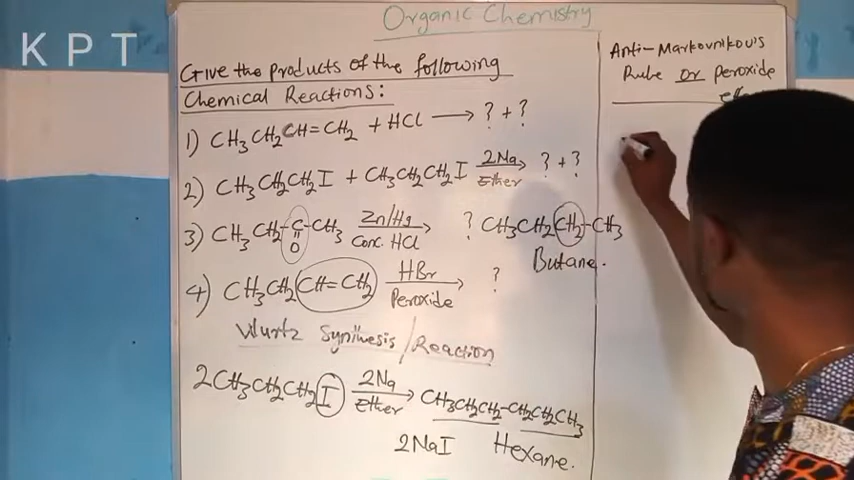 KPT
Organic Chemistry
Give the products of the following
Chemical Reactions:
1) CH3CH2CH=CH2 + HCl → ? + ?
2) CH3CH2CH2I + CH3CH2CH2I 2Na Ether → ? + ?
3) CH3CH2-C-CH3 Zn/Hg → ? CH3CH2CH2-CH3
O Conc. HCl
Butane.
4) CH3CH2CH=CH2 HBr → ?
Peroxide
Wurtz Synthesis/Reaction
2CH3CH2CH2I 2Na → CH3CH2CH2-CH2CH2CH3
Ether
2NaI Hexane.
Anti-Markovnikov's
Rule or peroxide